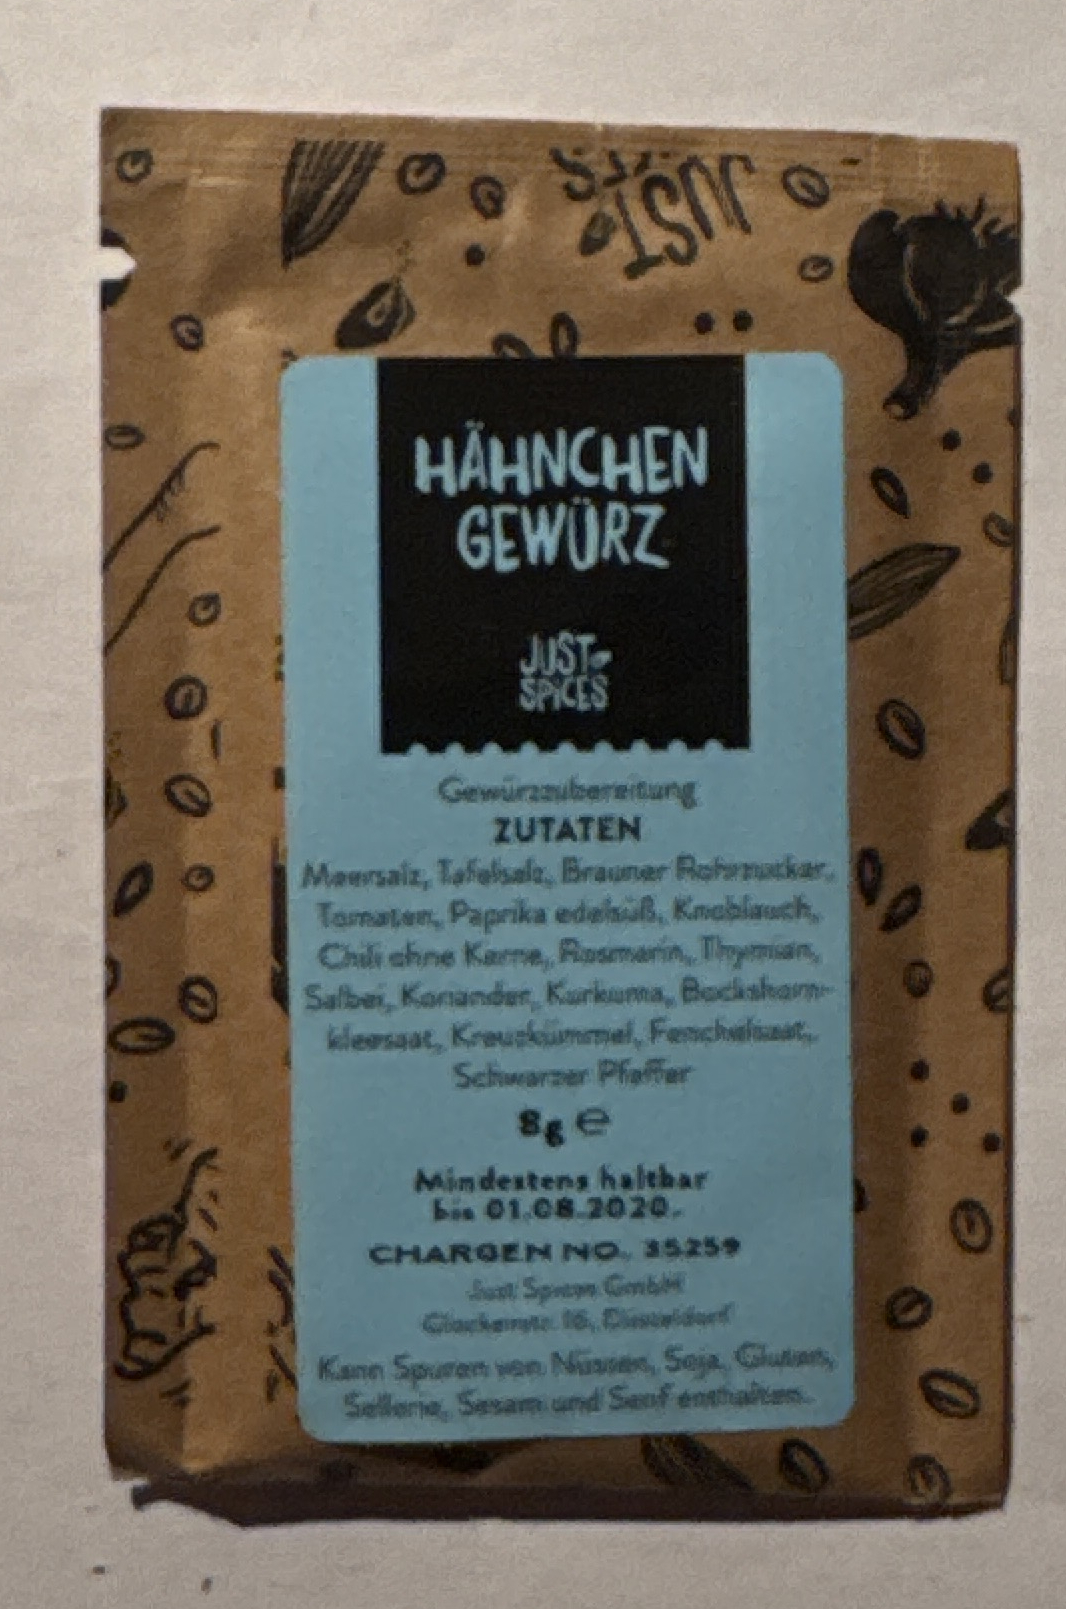 JUST
HÄHNCHEN
GEWÜRZ
JUST
SPICES
Gewürzzubereitung
ZUTATEN
Meersalz, Tafelsalz, Brauner Rohrzucker,
Tomaten, Paprika edelsüß, Knoblauch,
Chili ohne Kerne, Rosmarin, Thymian,
Salbei, Koriander, Kurkuma, Bockshorn-
kleesaat, Kreuzkümmel, Fenchelsaat,
Schwarzer Pfeffer
8g e
Mindestens haltbar
bis 01.08.2020.
CHARGEN NO. 35259
Just Spices GmbH
16, Düsseldorf
Kann Spuren von Nüssen, Soja, Gluten,
Sellerie, Sesam und Senf enthalten.